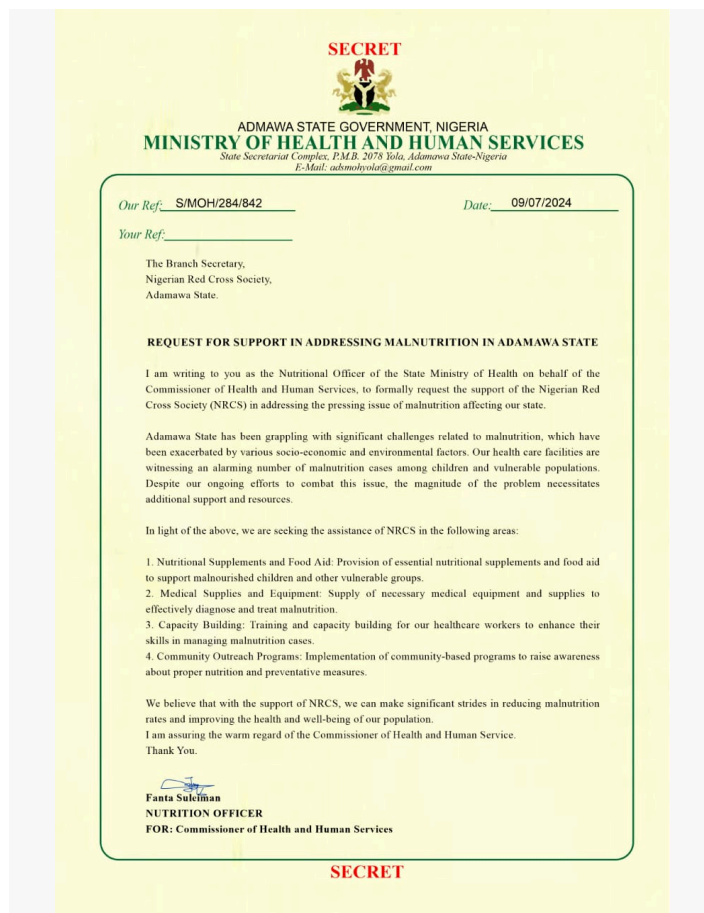 SECRET
ADMAWA STATE GOVERNMENT, NIGERIA
MINISTRY OF HEALTH AND HUMAN SERVICES
State Secretariat Complex, P.M.B. 2078 Yola, Adamawa State-Nigeria
E-Mail: adsmohyola@gmail.com
Our Ref: S/MOH/284/842 Date: 09/07/2024
Your Ref:
The Branch Secretary,
Nigerian Red Cross Society,
Adamawa State.
REQUEST FOR SUPPORT IN ADDRESSING MALNUTRITION IN ADAMAWA STATE
I am writing to you as the Nutritional Officer of the State Ministry of Health on behalf of the
Commissioner of Health and Human Services, to formally request the support of the Nigerian Red
Cross Society (NRCS) in addressing the pressing issue of malnutrition affecting our state.
Adamawa State has been grappling with significant challenges related to malnutrition, which have
been exacerbated by various socio-economic and environmental factors. Our health care facilities are
witnessing an alarming number of malnutrition cases among children and vulnerable populations.
Despite our ongoing efforts to combat this issue, the magnitude of the problem necessitates
additional support and resources.
In light of the above, we are seeking the assistance of NRCS in the following areas:
1. Nutritional Supplements and Food Aid: Provision of essential nutritional supplements and food aid
to support malnourished children and other vulnerable groups.
2. Medical Supplies and Equipment: Supply of necessary medical equipment and supplies to
effectively diagnose and treat malnutrition.
3. Capacity Building: Training and capacity building for our healthcare workers to enhance their
skills in managing malnutrition cases.
4. Community Outreach Programs: Implementation of community-based programs to raise awareness
about proper nutrition and preventative measures.
We believe that with the support of NRCS, we can make significant strides in reducing malnutrition
rates and improving the health and well-being of our population.
I am assuring the warm regard of the Commissioner of Health and Human Service.
Thank You.
Fanta Suleiman
NUTRITION OFFICER
FOR: Commissioner of Health and Human Services
SECRET